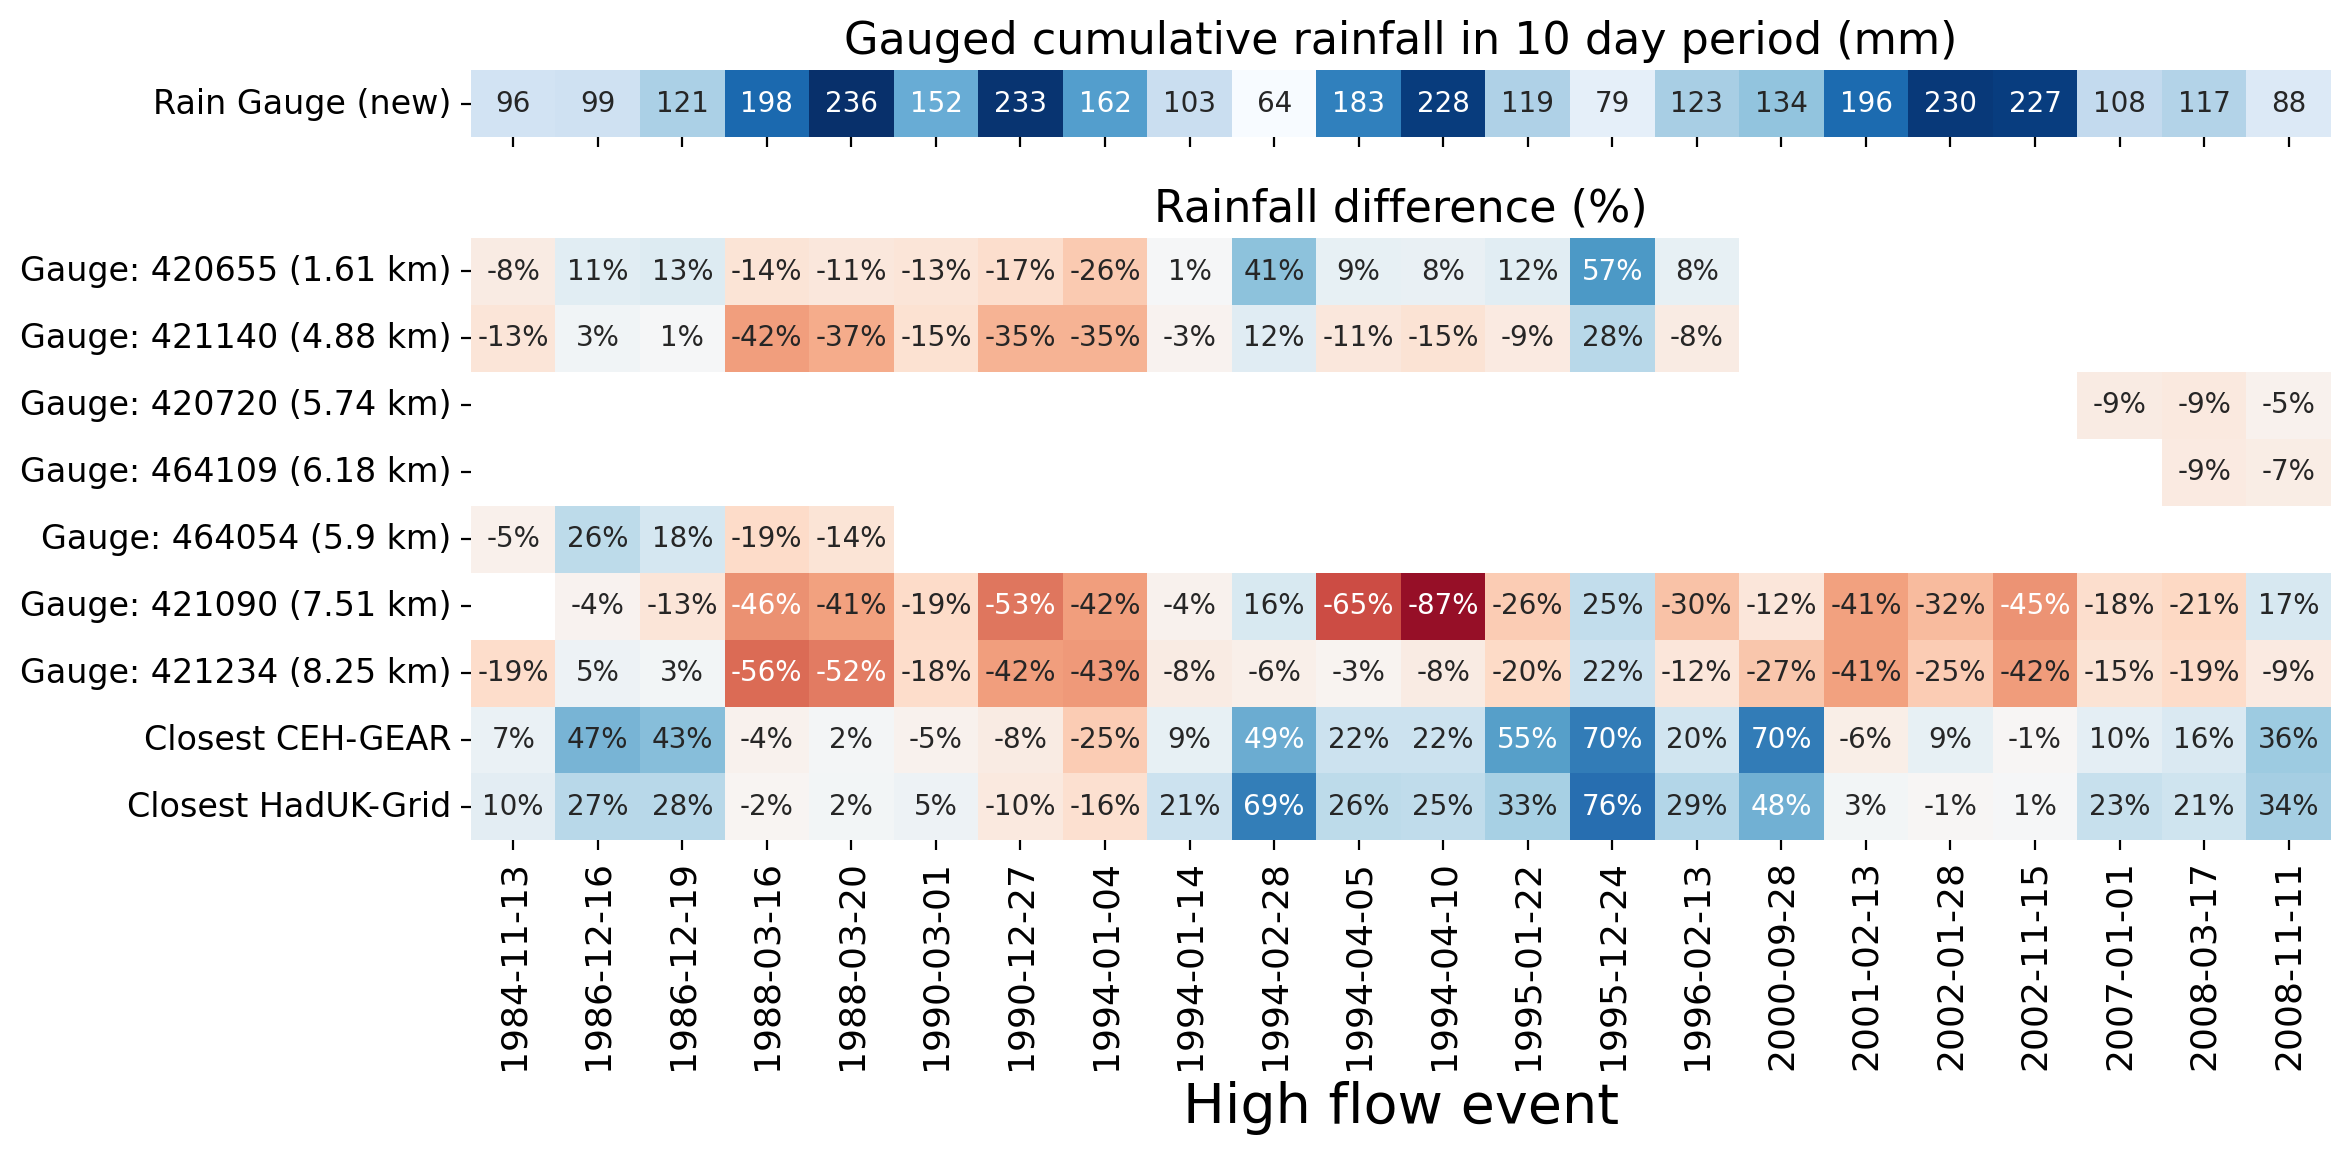 Gauged cumulative rainfall in 10 day period (mm)
Rain Gauge (new) 96 99 121 198 236 152 233 162 103 64 183 228 119 79 123 134 196 230 227 108 117 88
Rainfall difference (%)
Gauge: 420655 (1.61 km) -8% 11% 13% -14% -11% -13% -17% -26% 1% 41% 9% 8% 12% 57% 8%
Gauge: 421140 (4.88 km) -13% 3% 1% -42% -37% -15% -35% -35% -3% 12% -11% -15% -9% 28% -8%
Gauge: 420720 (5.74 km) -9% -9% -5%
Gauge: 464109 (6.18 km) -9% -7%
Gauge: 464054 (5.9 km) -5% 26% 18% -19% -14%
Gauge: 421090 (7.51 km) -4% -13% -46% -41% -19% -53% -42% -4% 16% -65% -87% -26% 25% -30% -12% -41% -32% -45% -18% -21% 17%
Gauge: 421234 (8.25 km) -19% 5% 3% -56% -52% -18% -42% -43% -8% -6% -3% -8% -20% 22% -12% -27% -41% -25% -42% -15% -19% -9%
Closest CEH-GEAR 7% 47% 43% -4% 2% -5% -8% -25% 9% 49% 22% 22% 55% 70% 20% 70% -6% 9% -1% 10% 16% 36%
Closest HadUK-Grid 10% 27% 28% -2% 2% 5% -10% -16% 21% 69% 26% 25% 33% 76% 29% 48% 3% -1% 1% 23% 21% 34%
1984-11-13 1986-12-16 1986-12-19 1988-03-16 1988-03-20 1990-03-01 1990-12-27 1994-01-04 1994-01-14 1994-02-28 1994-04-05 1994-04-10 1995-01-22 1995-12-24 1996-02-13 2000-09-28 2001-02-13 2002-01-28 2002-11-15 2007-01-01 2008-03-17 2008-11-11
High flow event